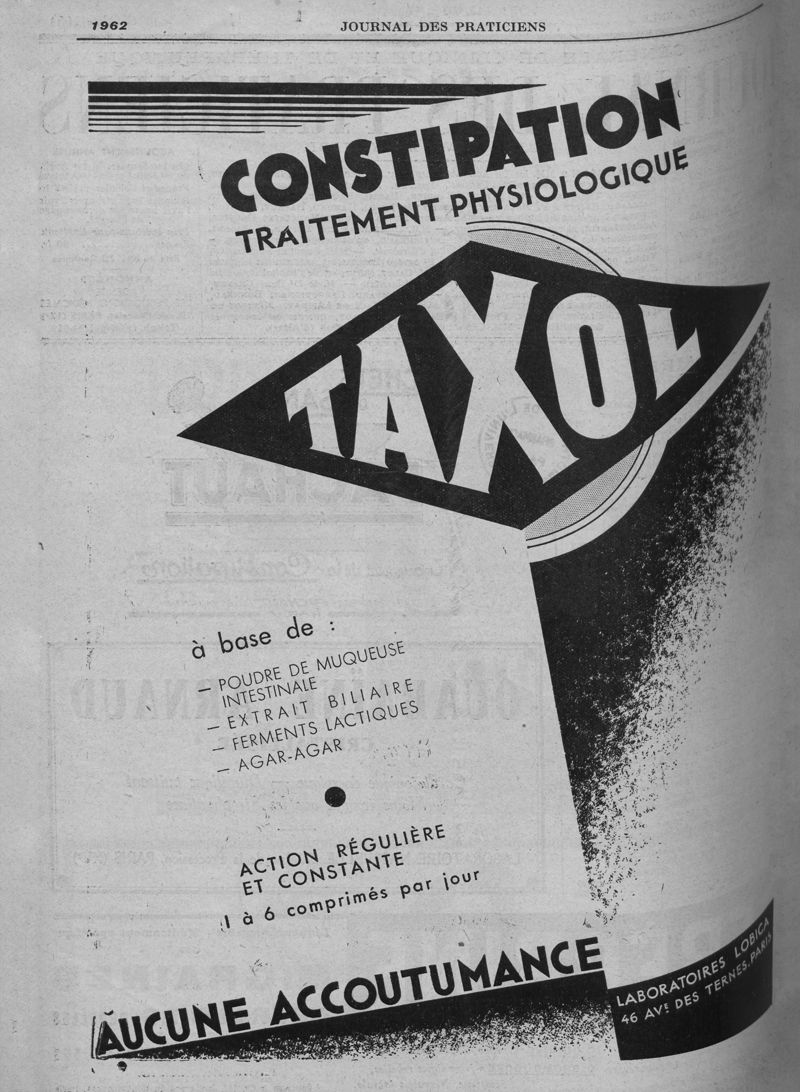 1962
JOURNAL DES PRATICIENS
CONSTIPATION
TRAITEMENT PHYSIOLOGIQUE
TAXOL
à base de :
— POUDRE DE MUQUEUSE
INTESTINALE
— EXTRAIT BILIAIRE
— FERMENTS LACTIQUES
— AGAR-AGAR
ACTION RÉGULIÈRE
ET CONSTANTE
1 à 6 comprimés par jour
AUCUNE ACCOUTUMANCE
LABORATOIRES LOBICA
46 AVE DES TERNES. PARIS